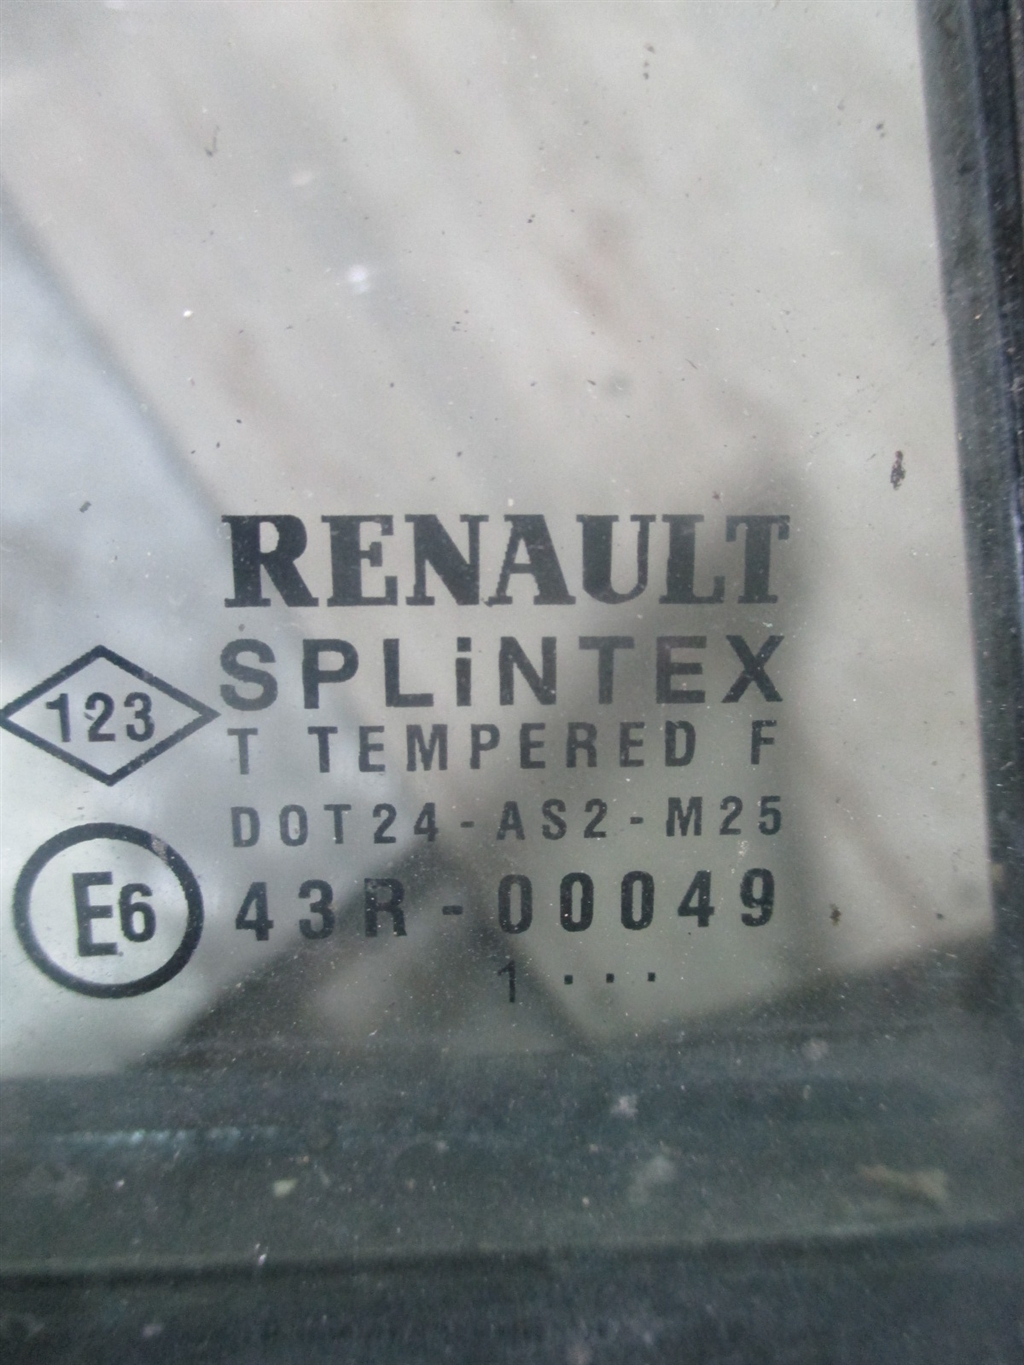 RENAULT
SPLiNTEX
123
T TEMPERED F
DOT24-AS2-M25
E6
43R-00049
1 ...